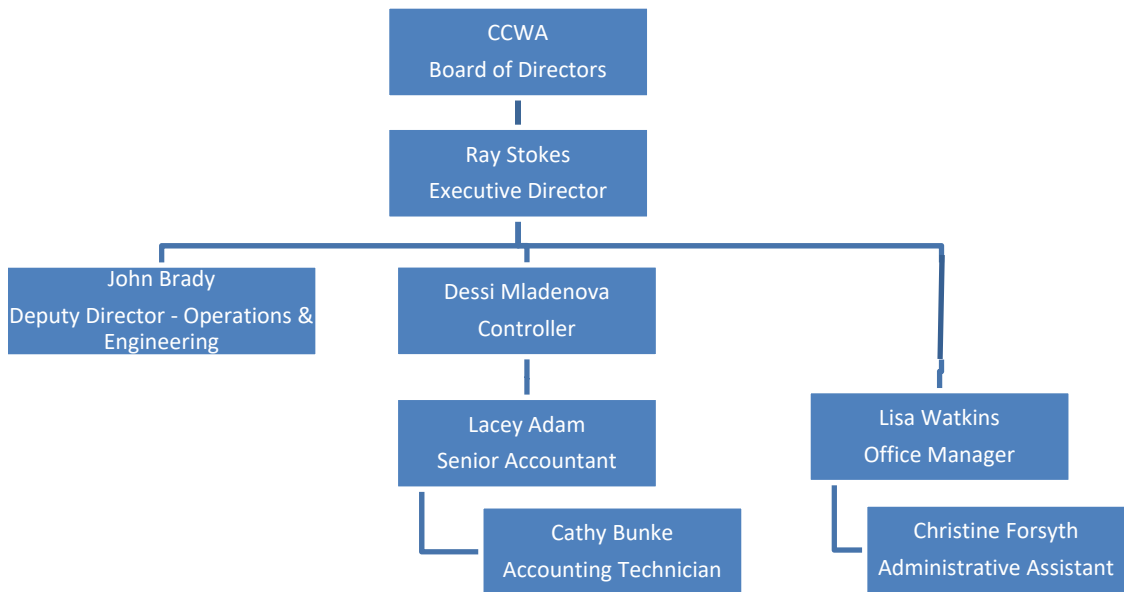 CCWA
Board of Directors
Ray Stokes
Executive Director
John Brady
Deputy Director - Operations &
Engineering
Dessi Mladenova
Controller
Lacey Adam
Senior Accountant
Lisa Watkins
Office Manager
Cathy Bunke
Accounting Technician
Christine Forsyth
Administrative Assistant